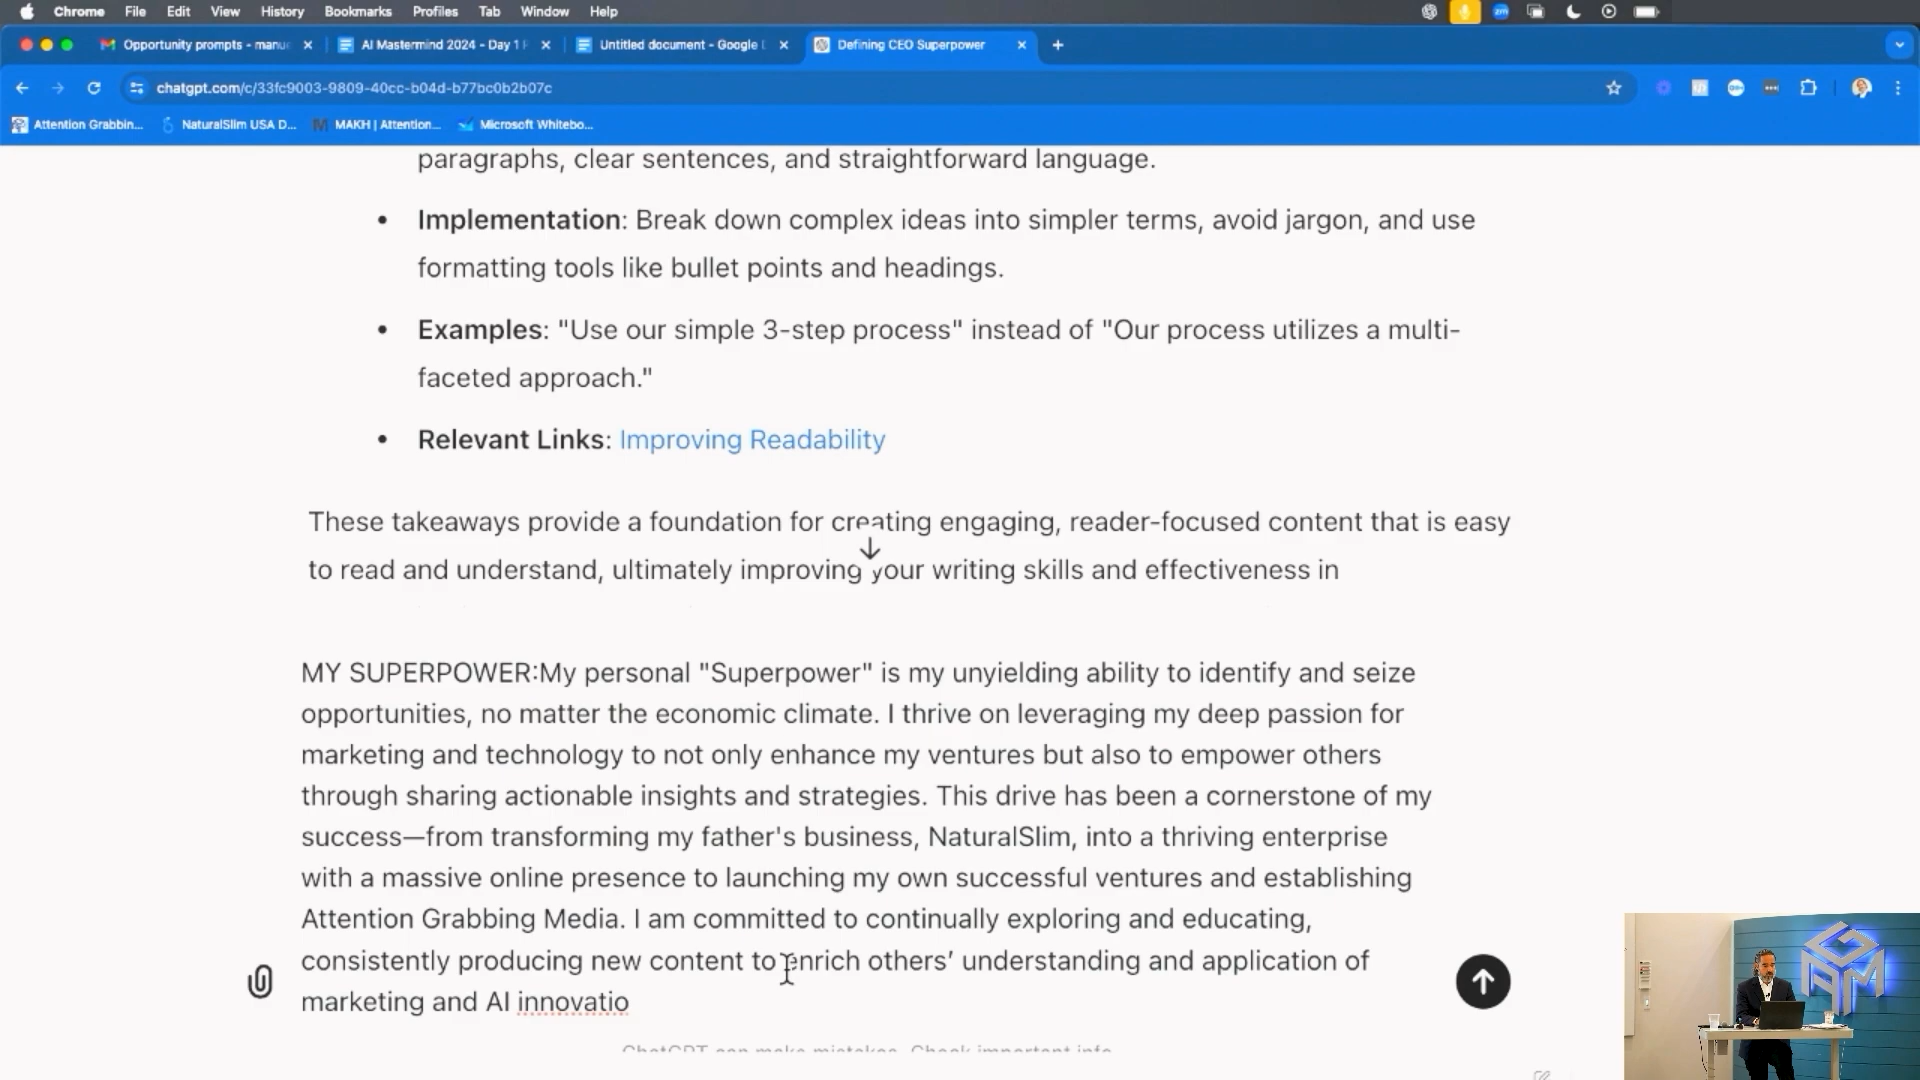 Chrome File Edit View History Bookmarks Profiles Tab Window Help
Opportunity prompts - manue
AI Mastermind 2024 - Day 1
Untitled document - Google
Defining CEO Superpower
chatgpt.com/c/33fc9003-9809-40cc-b04d-b77bc0b2b07c
Attention Grabbin... NaturalSlim USA D... MAKH | Attention... Microsoft Whitebo...
paragraphs, clear sentences, and straightforward language.
• Implementation: Break down complex ideas into simpler terms, avoid jargon, and use
formatting tools like bullet points and headings.
• Examples: "Use our simple 3-step process" instead of "Our process utilizes a multi-
faceted approach."
• Relevant Links: Improving Readability
These takeaways provide a foundation for creating engaging, reader-focused content that is easy
to read and understand, ultimately improving your writing skills and effectiveness in
MY SUPERPOWER:My personal "Superpower" is my unyielding ability to identify and seize
opportunities, no matter the economic climate. I thrive on leveraging my deep passion for
marketing and technology to not only enhance my ventures but also to empower others
through sharing actionable insights and strategies. This drive has been a cornerstone of my
success—from transforming my father's business, NaturalSlim, into a thriving enterprise
with a massive online presence to launching my own successful ventures and establishing
Attention Grabbing Media. I am committed to continually exploring and educating,
consistently producing new content to enrich others’ understanding and application of
marketing and AI innovatio
ChatGPT can make mistakes. Check important info.